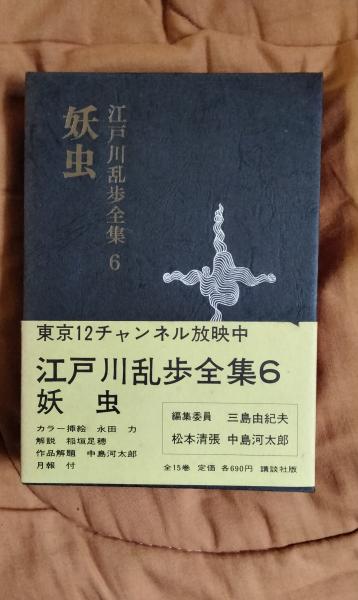 江戸川乱歩全集 6
妖虫
東京12チャンネル放映中
江戸川乱歩全集6
妖 虫
カラー挿絵 永田 力
解説 稲垣足穂
作品解題 中島河太郎
月報 付
編集委員 三島由紀夫
松本清張 中島河太郎
全15巻 定価 各690円 講談社版